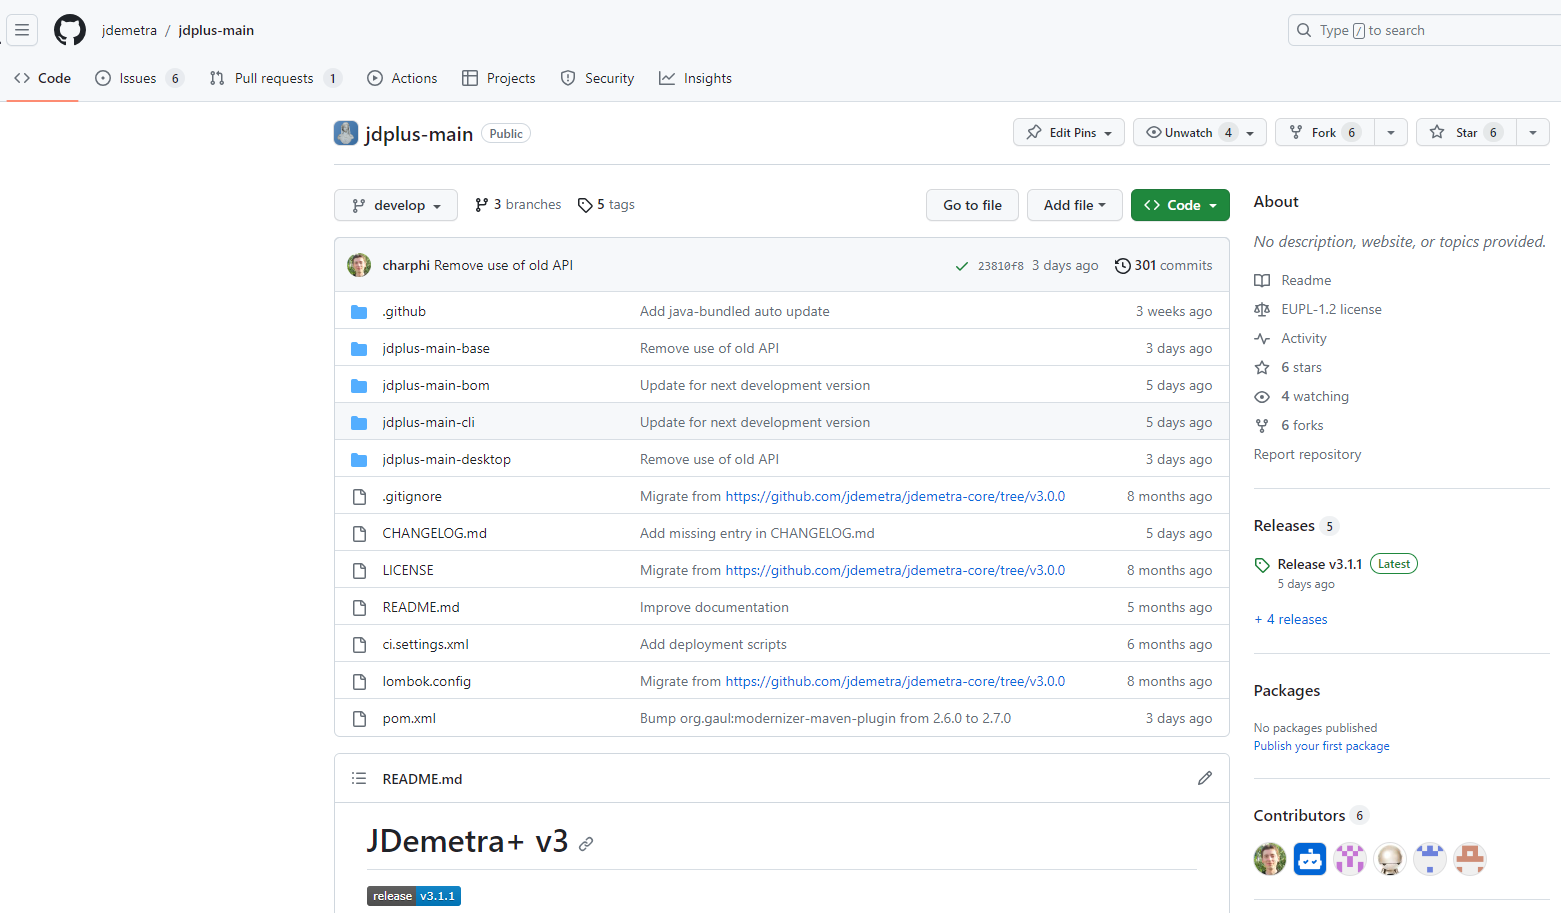 jdemetra / jdplus-main
Type / to search
Code
Issues 6
Pull requests 1
Actions
Projects
Security
Insights
jdplus-main Public
Edit Pins
Unwatch 4
Fork 6
Star 6
develop
3 branches
5 tags
Go to file
Add file
Code
charphi Remove use of old API 23810f8 3 days ago 301 commits
.github Add java-bundled auto update 3 weeks ago
jdplus-main-base Remove use of old API 3 days ago
jdplus-main-bom Update for next development version 5 days ago
jdplus-main-cli Update for next development version 5 days ago
jdplus-main-desktop Remove use of old API 3 days ago
.gitignore Migrate from https://github.com/jdemetra/jdemetra-core/tree/v3.0.0 8 months ago
CHANGELOG.md Add missing entry in CHANGELOG.md 5 days ago
LICENSE Migrate from https://github.com/jdemetra/jdemetra-core/tree/v3.0.0 8 months ago
README.md Improve documentation 5 months ago
ci.settings.xml Add deployment scripts 6 months ago
lombok.config Migrate from https://github.com/jdemetra/jdemetra-core/tree/v3.0.0 8 months ago
pom.xml Bump org.gaul:modernizer-maven-plugin from 2.6.0 to 2.7.0 3 days ago
README.md
JDemetra+ v3
release v3.1.1
About
No description, website, or topics provided.
Readme
EUPL-1.2 license
Activity
6 stars
4 watching
6 forks
Report repository
Releases 5
Release v3.1.1 Latest
5 days ago
+ 4 releases
Packages
No packages published
Publish your first package
Contributors 6